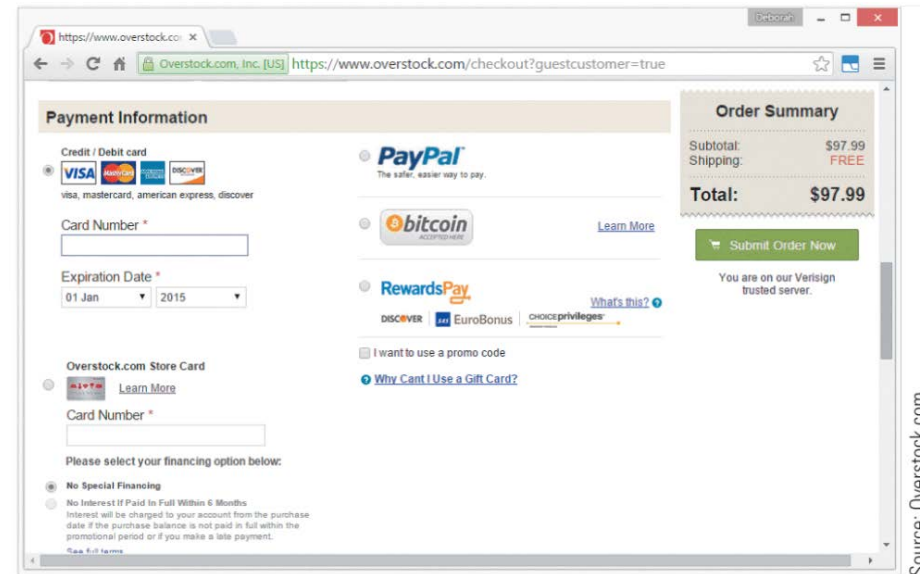 Deborah
https://www.overstock.co
Overstock.com, Inc. [US] https://www.overstock.com/checkout?guestcustomer=true
Payment Information
Credit / Debit card
VISA MasterCard DISCOVER
visa, mastercard, american express, discover
Card Number *
Expiration Date *
01 Jan 2015
Overstock.com Store Card
Learn More
Card Number *
Please select your financing option below:
No Special Financing
No Interest If Paid In Full Within 6 Months
Interest will be charged to your account from the purchase
date if the purchase balance is not paid in full within the
promotional period or if you make a late payment.
See full terms
PayPal
The safer, easier way to pay.
bitcoin
ACCEPTED HERE
Learn More
RewardsPay
What's this?
DISCOVER SAS EuroBonus CHOICEprivileges
I want to use a promo code
Why Cant I Use a Gift Card?
Order Summary
Subtotal: $97.99
Shipping: FREE
Total: $97.99
Submit Order Now
You are on our Verisign
trusted server.
Source: Overstock.com